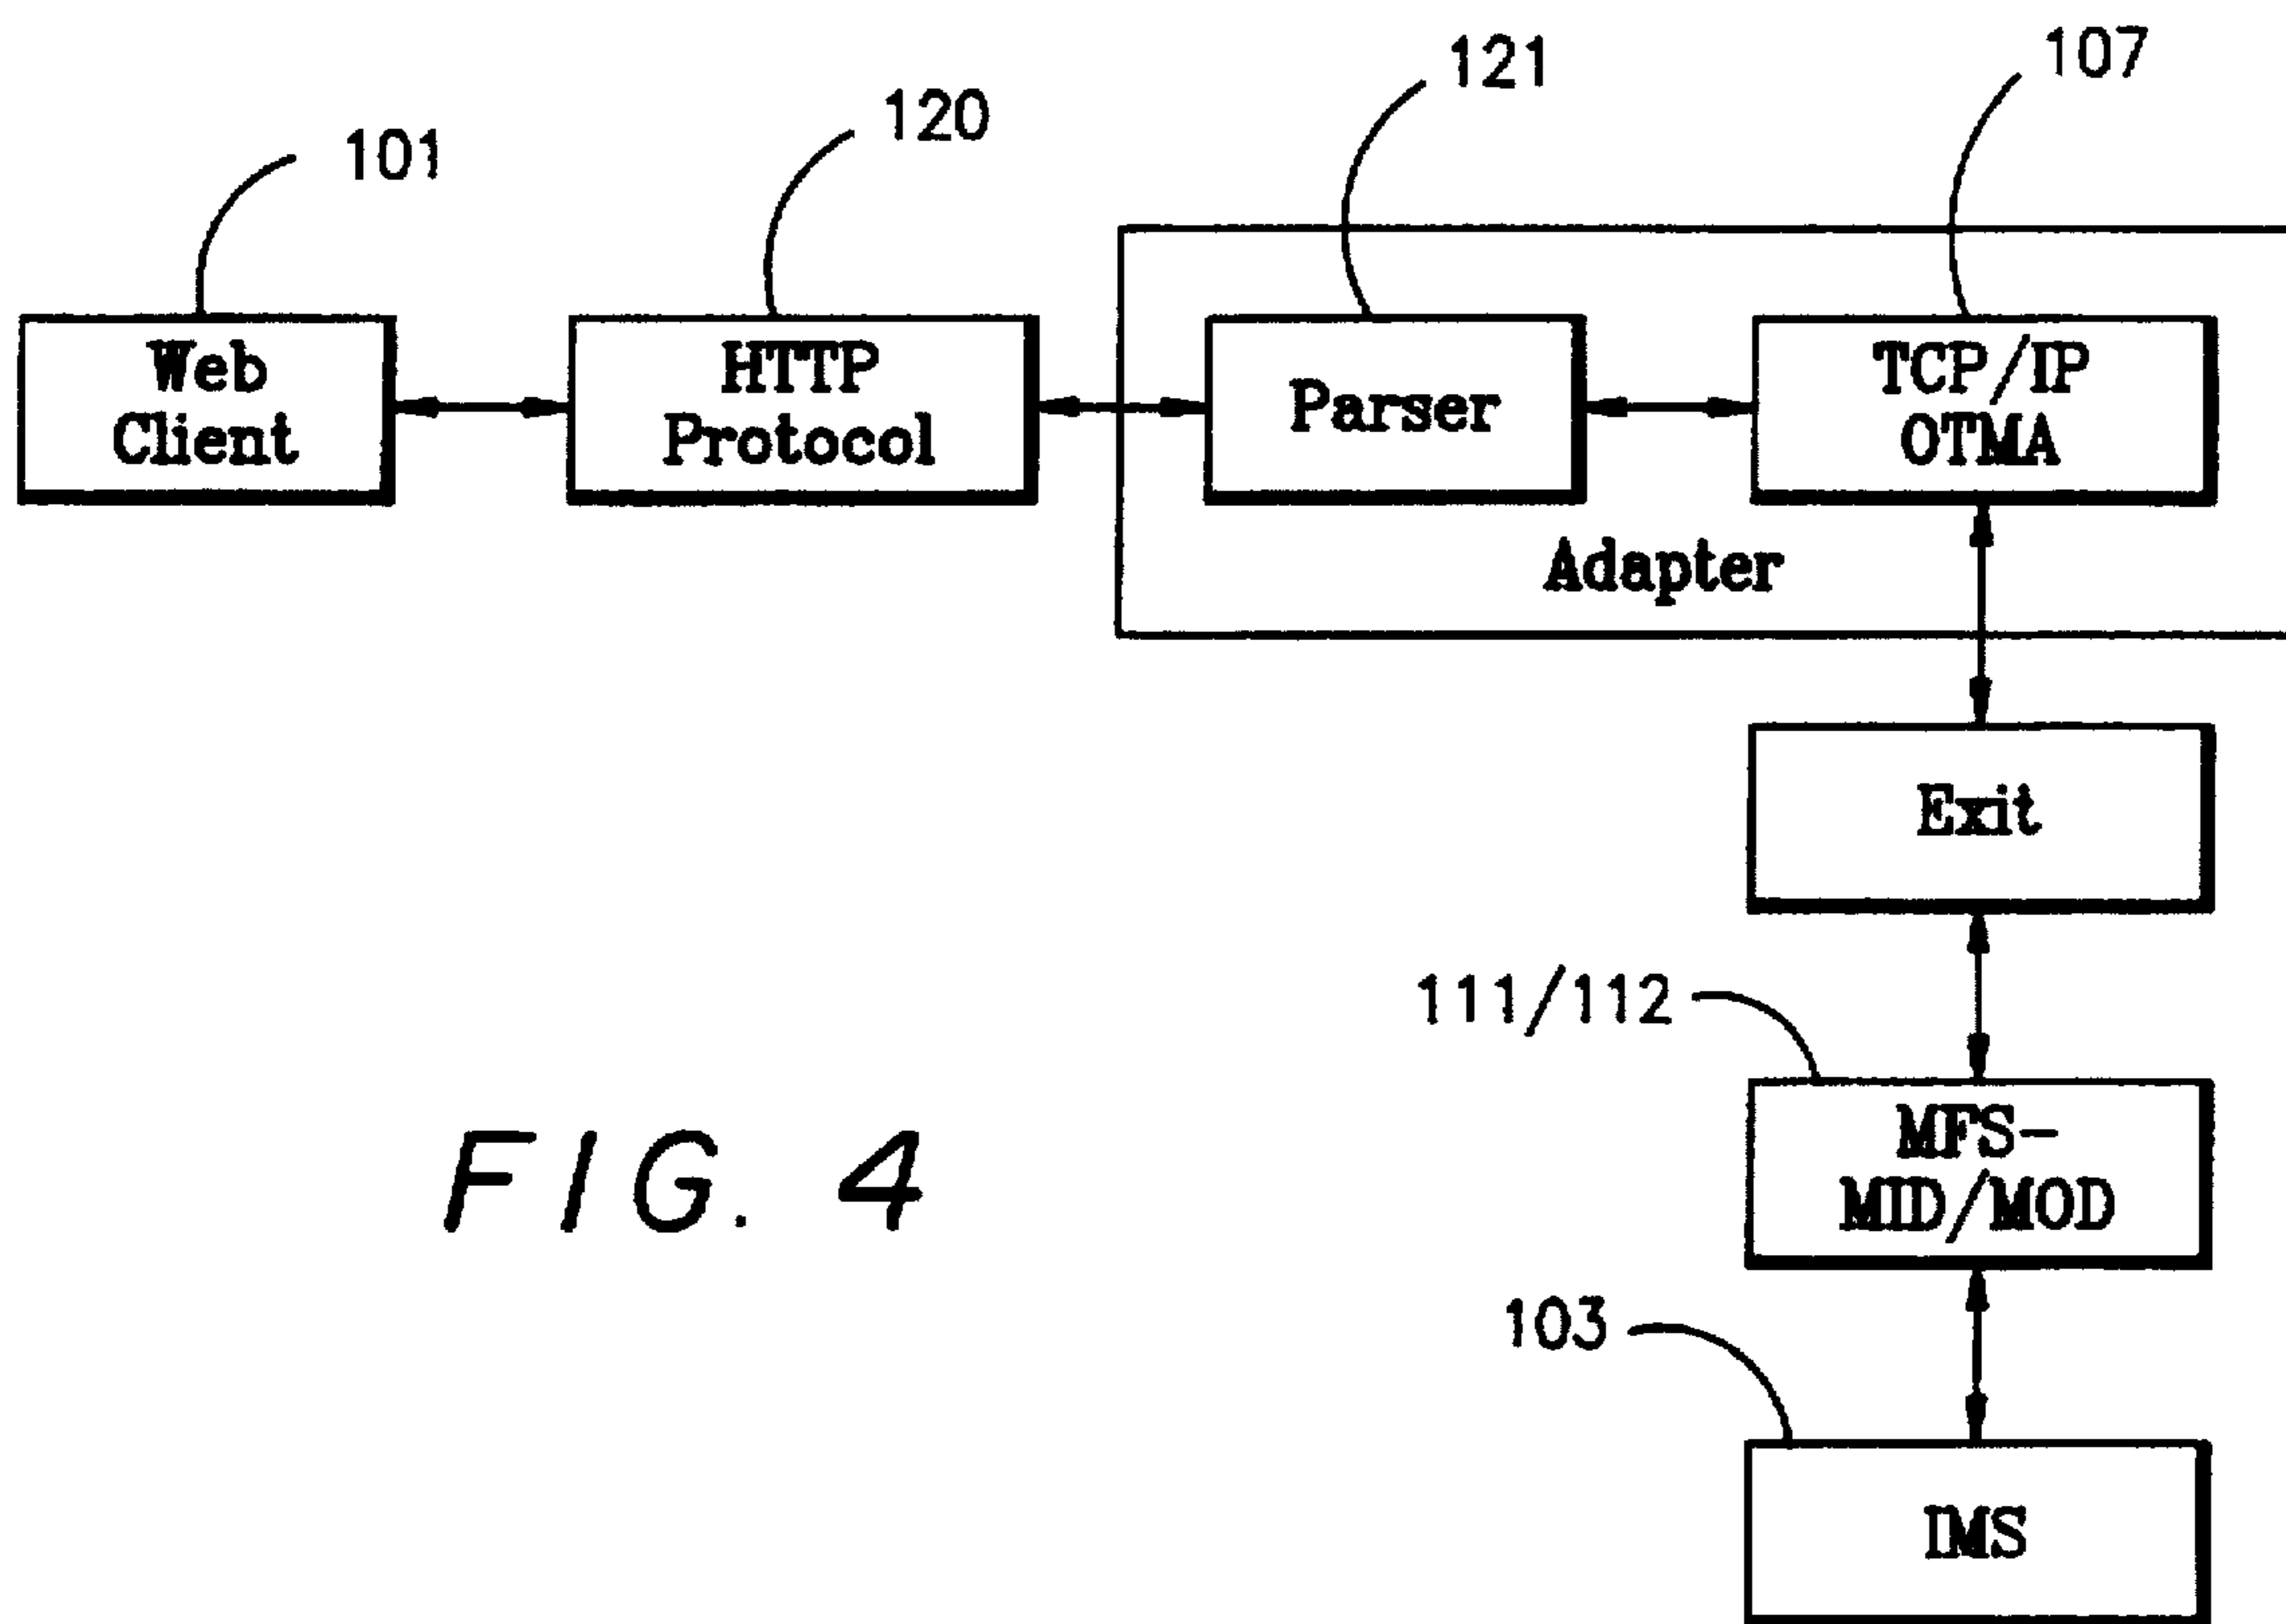 107
121
120
101
Web
Client
HTTP
Protocol
Parser
TCP/IP
OTMA
Adapter
Exit
111/112
MFS-
MID/MOD
FIG. 4
103
IMS